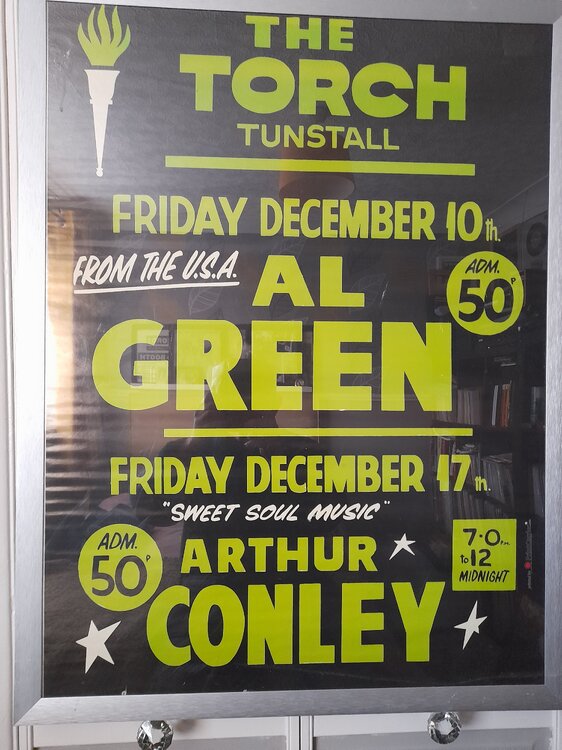 THE
TORCH
TUNSTALL
FRIDAY DECEMBER 10th.
FROM THE U.S.A.
AL
GREEN
ADM.
50P
FRIDAY DECEMBER 17th.
"SWEET SOUL MUSIC"
ADM.
50P
ARTHUR
CONLEY
7·0 P.m.
to 12
MIDNIGHT